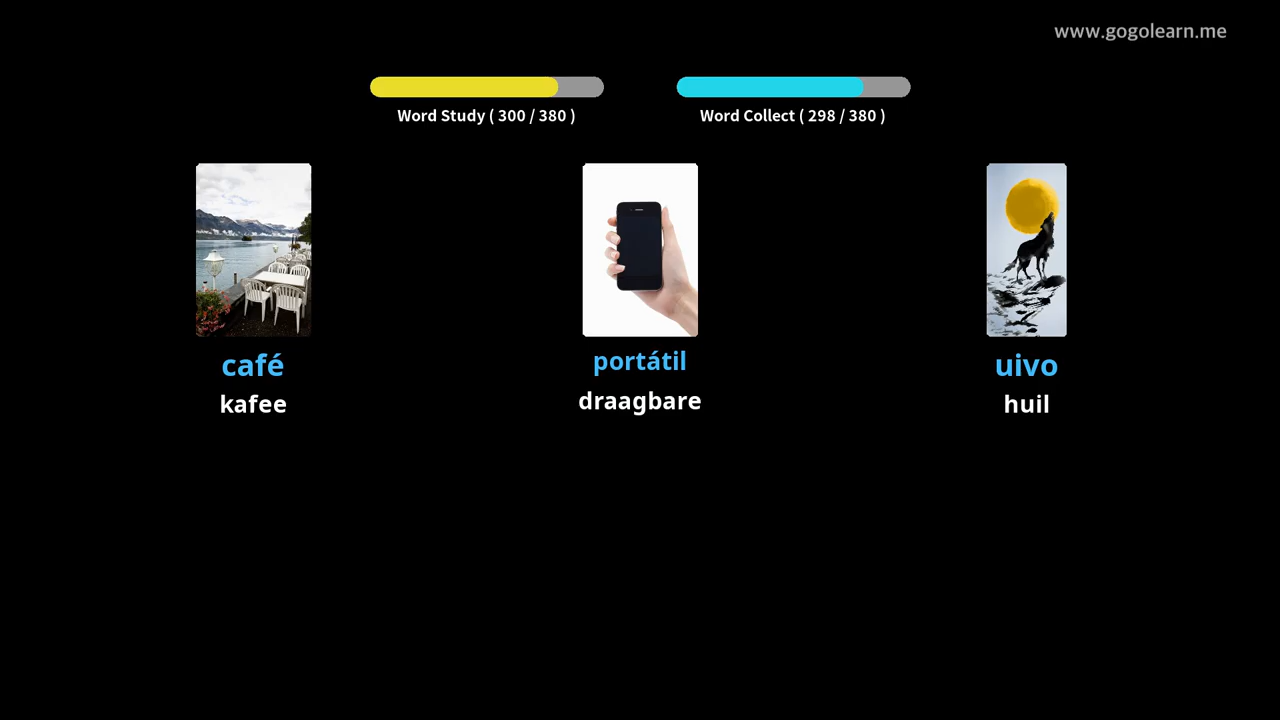 www.gogolearn.me
Word Study ( 300 / 380 )
Word Collect ( 298 / 380 )
café
kafee
portátil
draagbare
uivo
huil